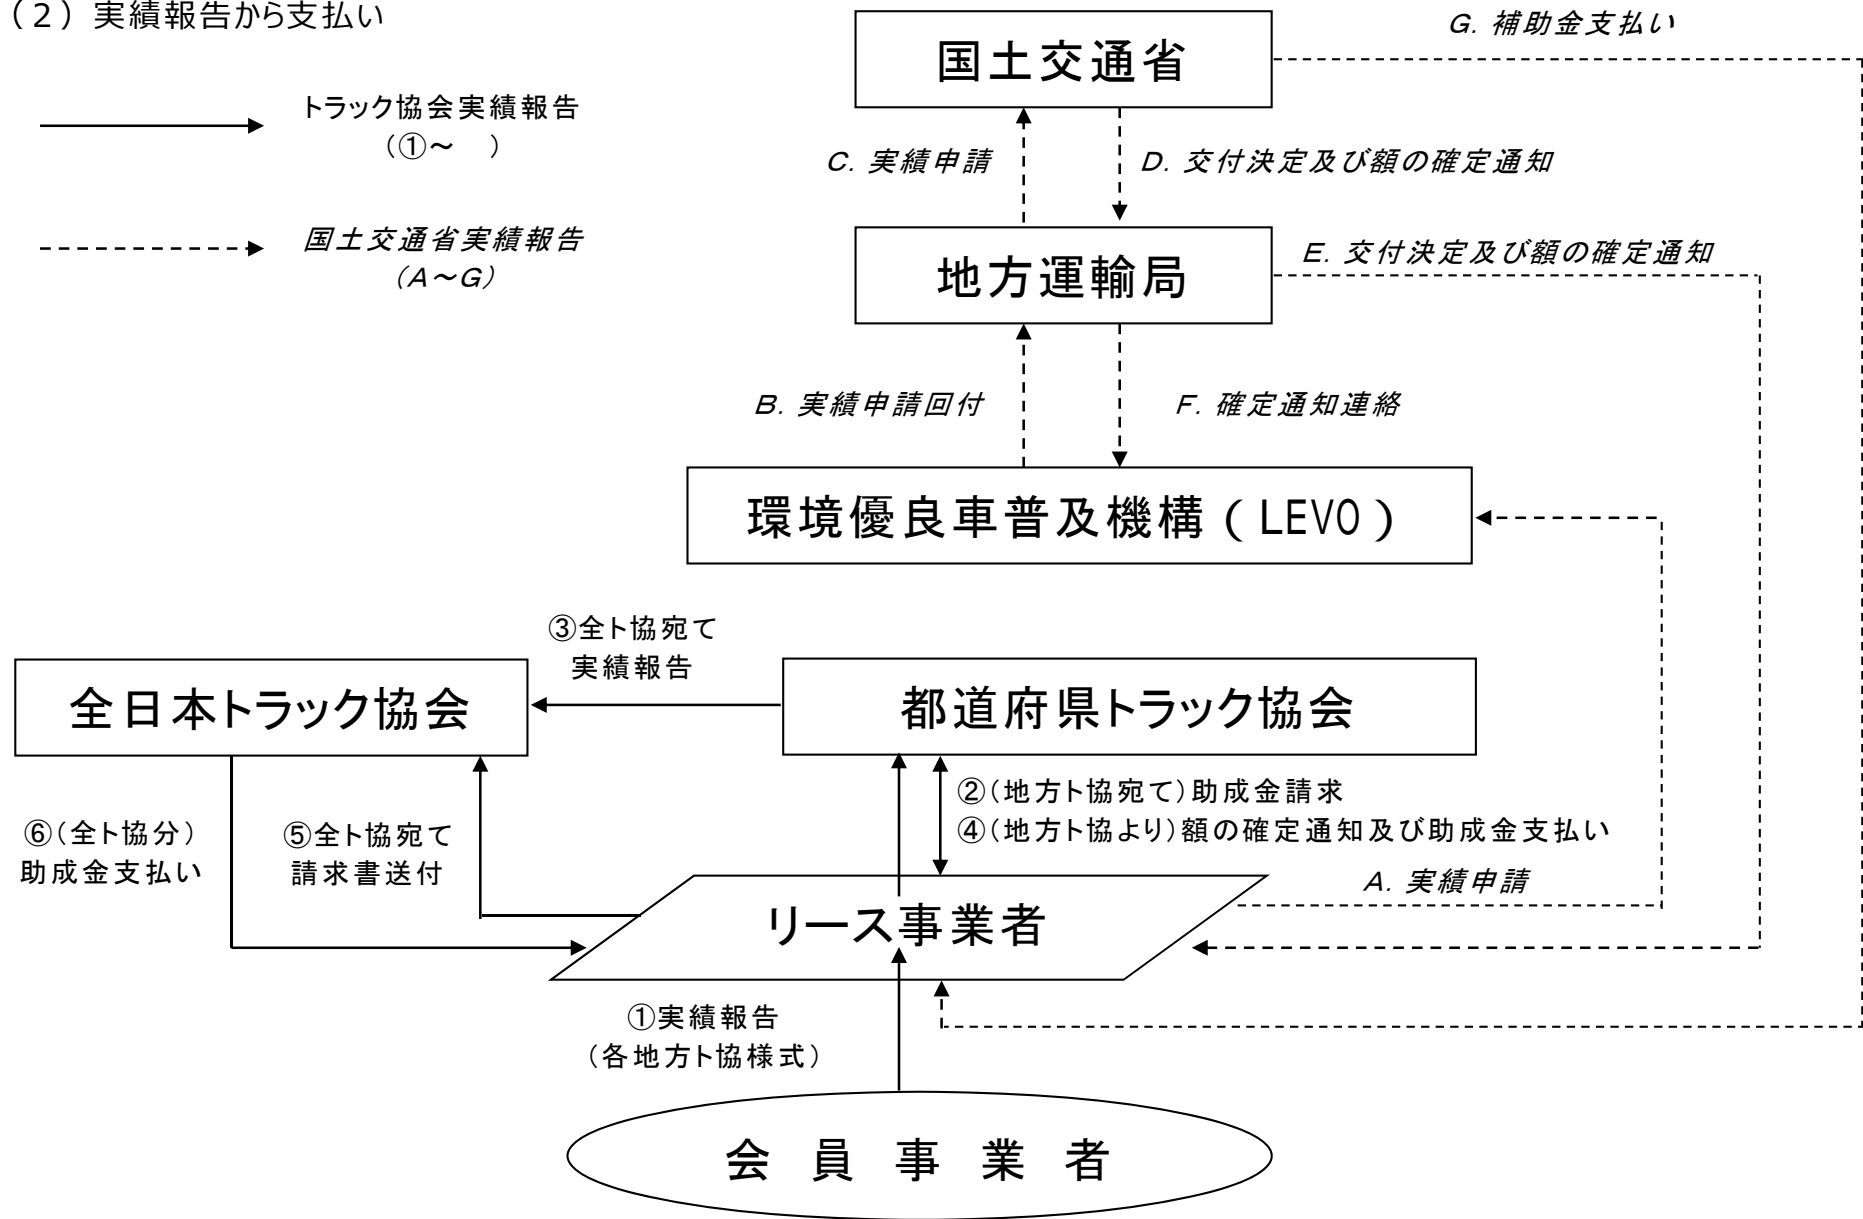 (2) 実績報告から支払い
G. 補助金支払い
国土交通省
トラック協会実績報告
(①～ )
C. 実績申請
D. 交付決定及び額の確定通知
国土交通省実績報告
(A～G)
地方運輸局
E. 交付決定及び額の確定通知
B. 実績申請回付
F. 確定通知連絡
環境優良車普及機構(LEVO)
③全ト協宛て
実績報告
全日本トラック協会
都道府県トラック協会
②(地方ト協宛て)助成金請求
④(地方ト協より)額の確定通知及び助成金支払い
⑥(全ト協分)
助成金支払い
⑤全ト協宛て
請求書送付
A. 実績申請
リース事業者
①実績報告
(各地方ト協様式)
会員事業者